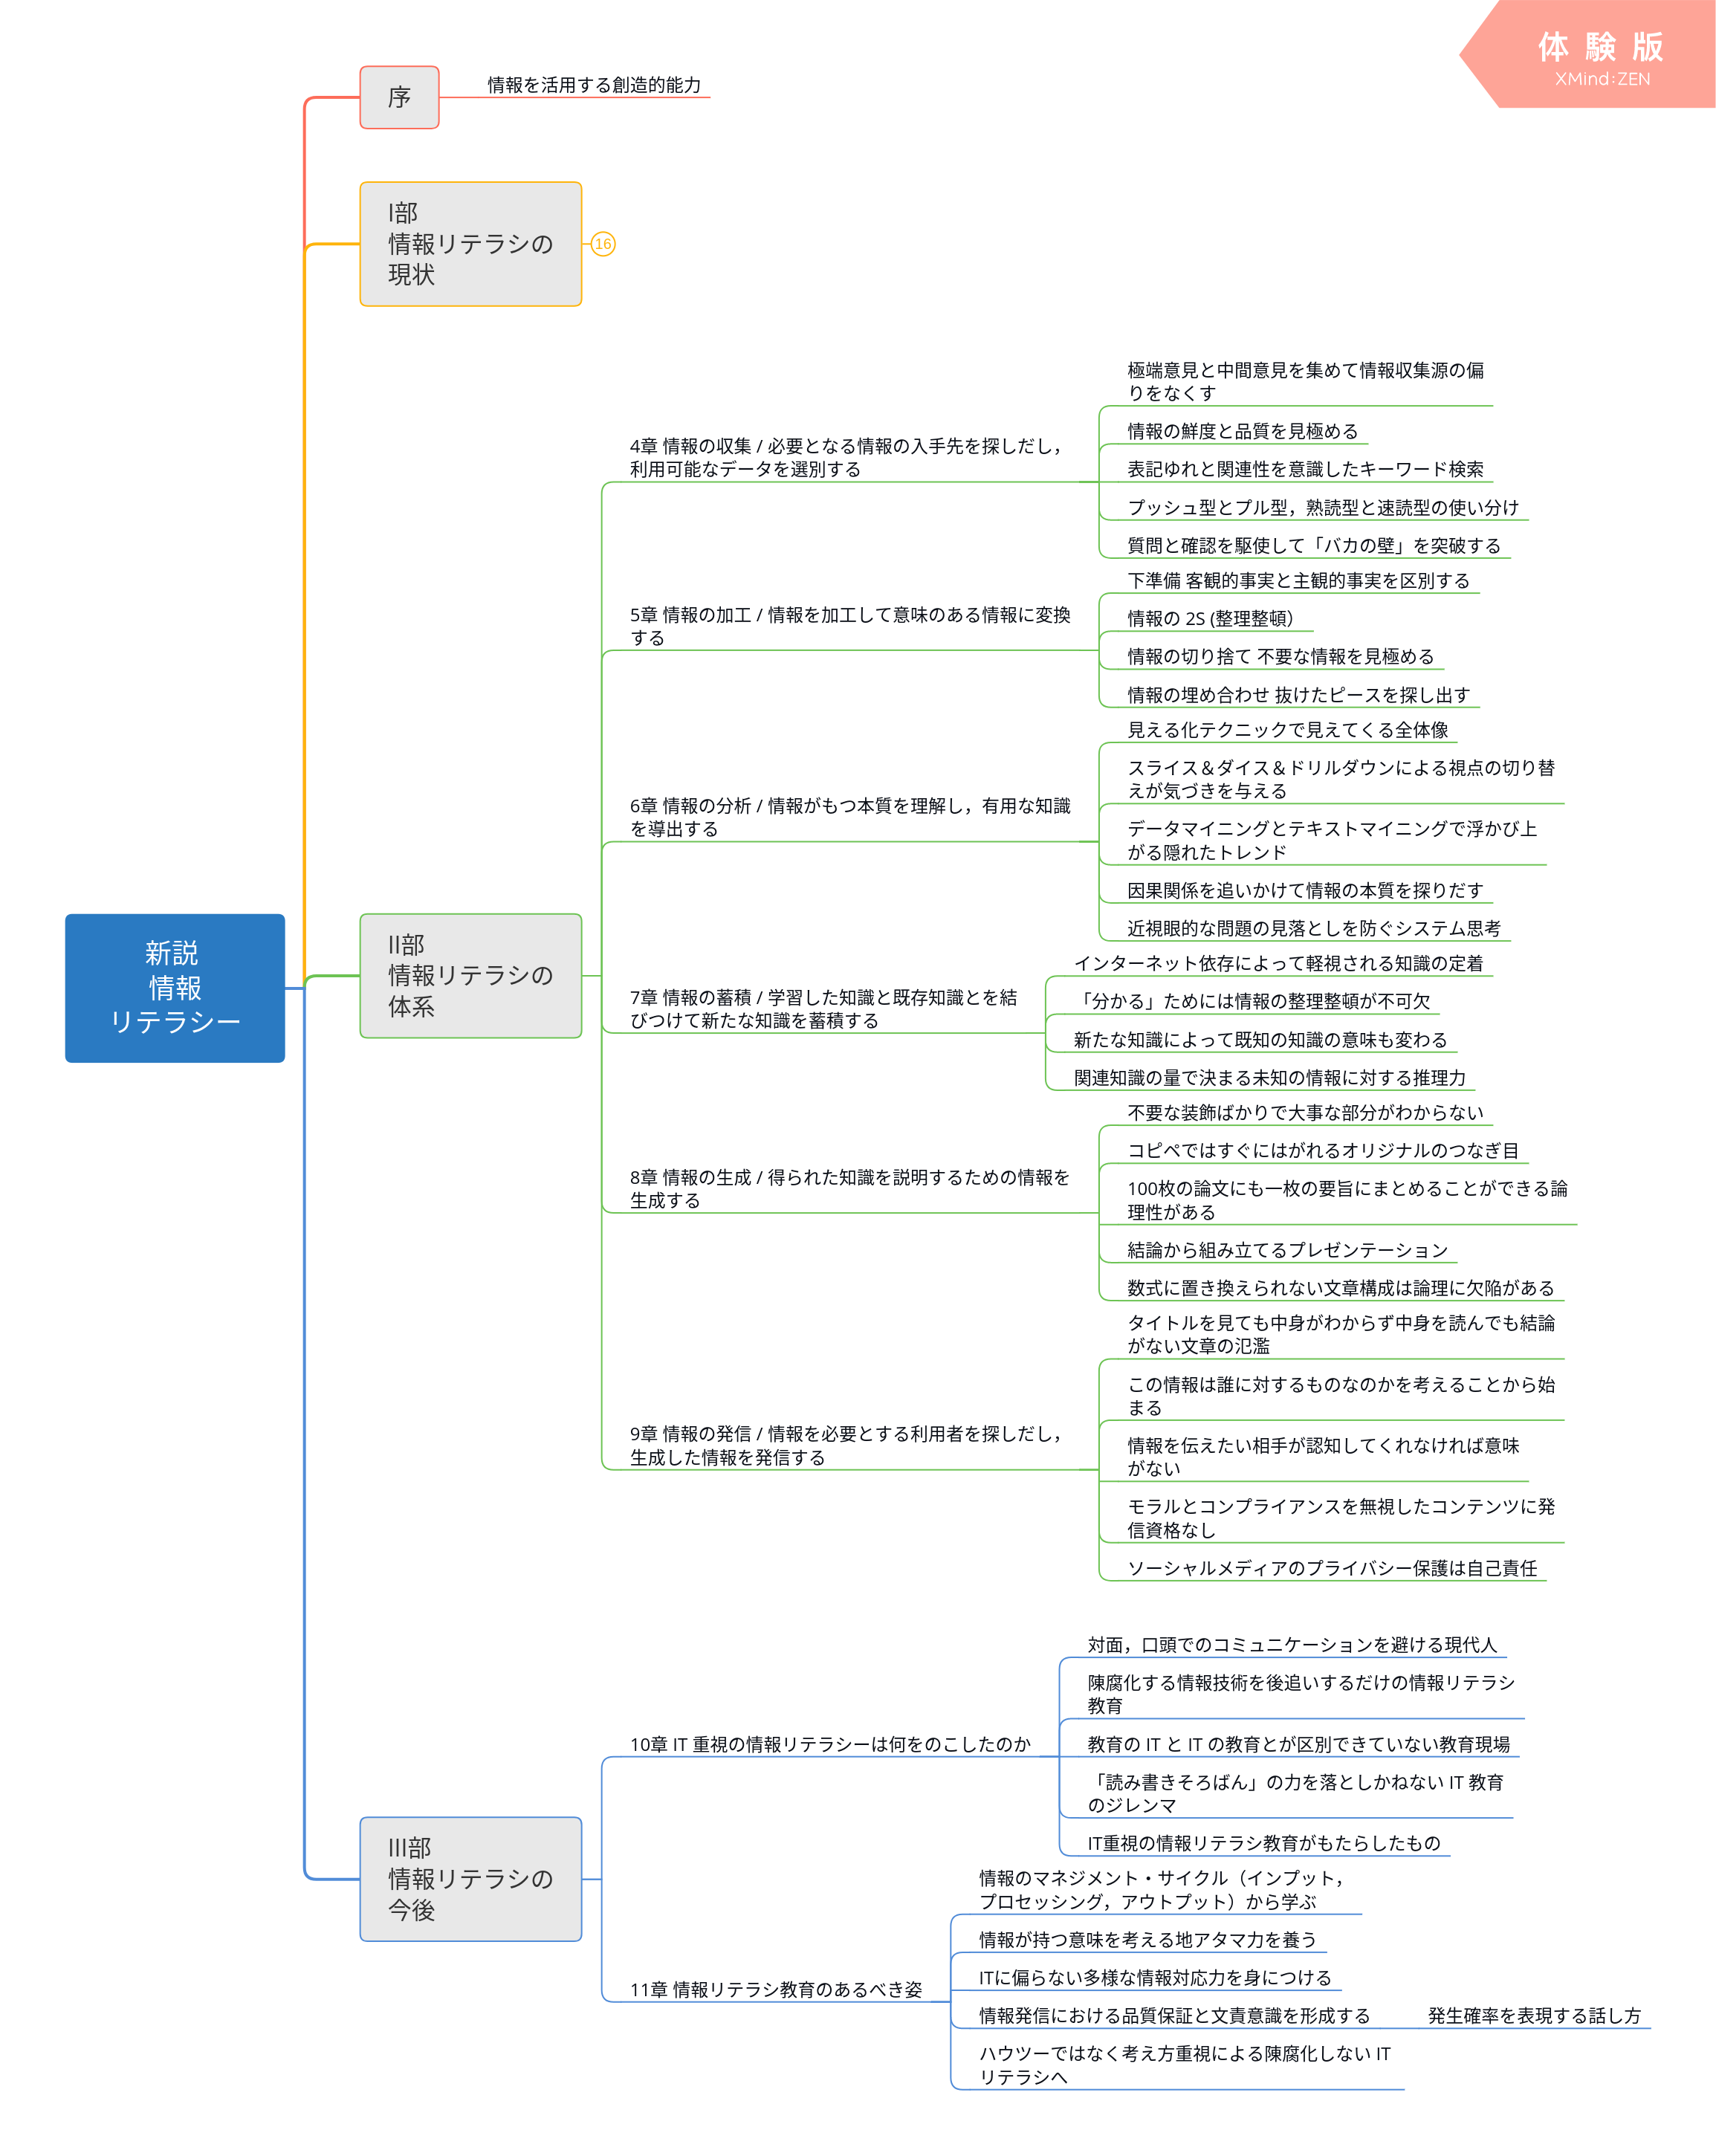 体験版
XMind:ZEN
序
情報を活用する創造的能力
I部
情報リテラシの
現状
16
新説
情報
リテラシー
II部
情報リテラシの
体系
4章 情報の収集 / 必要となる情報の入手先を探しだし，
利用可能なデータを選別する
極端意見と中間意見を集めて情報収集源の偏
りをなくす
情報の鮮度と品質を見極める
表記ゆれと関連性を意識したキーワード検索
プッシュ型とプル型，熟読型と速読型の使い分け
質問と確認を駆使して「バカの壁」を突破する
5章 情報の加工 / 情報を加工して意味のある情報に変換
する
下準備 客観的事実と主観的事実を区別する
情報の 2S (整理整頓）
情報の切り捨て 不要な情報を見極める
情報の埋め合わせ 抜けたピースを探し出す
6章 情報の分析 / 情報がもつ本質を理解し，有用な知識
を導出する
見える化テクニックで見えてくる全体像
スライス＆ダイス＆ドリルダウンによる視点の切り替
えが気づきを与える
データマイニングとテキストマイニングで浮かび上
がる隠れたトレンド
因果関係を追いかけて情報の本質を探りだす
近視眼的な問題の見落としを防ぐシステム思考
7章 情報の蓄積 / 学習した知識と既存知識とを結
びつけて新たな知識を蓄積する
インターネット依存によって軽視される知識の定着
「分かる」ためには情報の整理整頓が不可欠
新たな知識によって既知の知識の意味も変わる
関連知識の量で決まる未知の情報に対する推理力
8章 情報の生成 / 得られた知識を説明するための情報を
生成する
不要な装飾ばかりで大事な部分がわからない
コピペではすぐにはがれるオリジナルのつなぎ目
100枚の論文にも一枚の要旨にまとめることができる論
理性がある
結論から組み立てるプレゼンテーション
数式に置き換えられない文章構成は論理に欠陥がある
9章 情報の発信 / 情報を必要とする利用者を探しだし，
生成した情報を発信する
タイトルを見ても中身がわからず中身を読んでも結論
がない文章の氾濫
この情報は誰に対するものなのかを考えることから始
まる
情報を伝えたい相手が認知してくれなければ意味
がない
モラルとコンプライアンスを無視したコンテンツに発
信資格なし
ソーシャルメディアのプライバシー保護は自己責任
III部
情報リテラシの
今後
10章 IT 重視の情報リテラシーは何をのこしたのか
対面，口頭でのコミュニケーションを避ける現代人
陳腐化する情報技術を後追いするだけの情報リテラシ
教育
教育の IT と IT の教育とが区別できていない教育現場
「読み書きそろばん」の力を落としかねない IT 教育
のジレンマ
IT重視の情報リテラシ教育がもたらしたもの
11章 情報リテラシ教育のあるべき姿
情報のマネジメント・サイクル（インプット，
プロセッシング，アウトプット）から学ぶ
情報が持つ意味を考える地アタマ力を養う
ITに偏らない多様な情報対応力を身につける
情報発信における品質保証と文責意識を形成する
発生確率を表現する話し方
ハウツーではなく考え方重視による陳腐化しない IT
リテラシへ